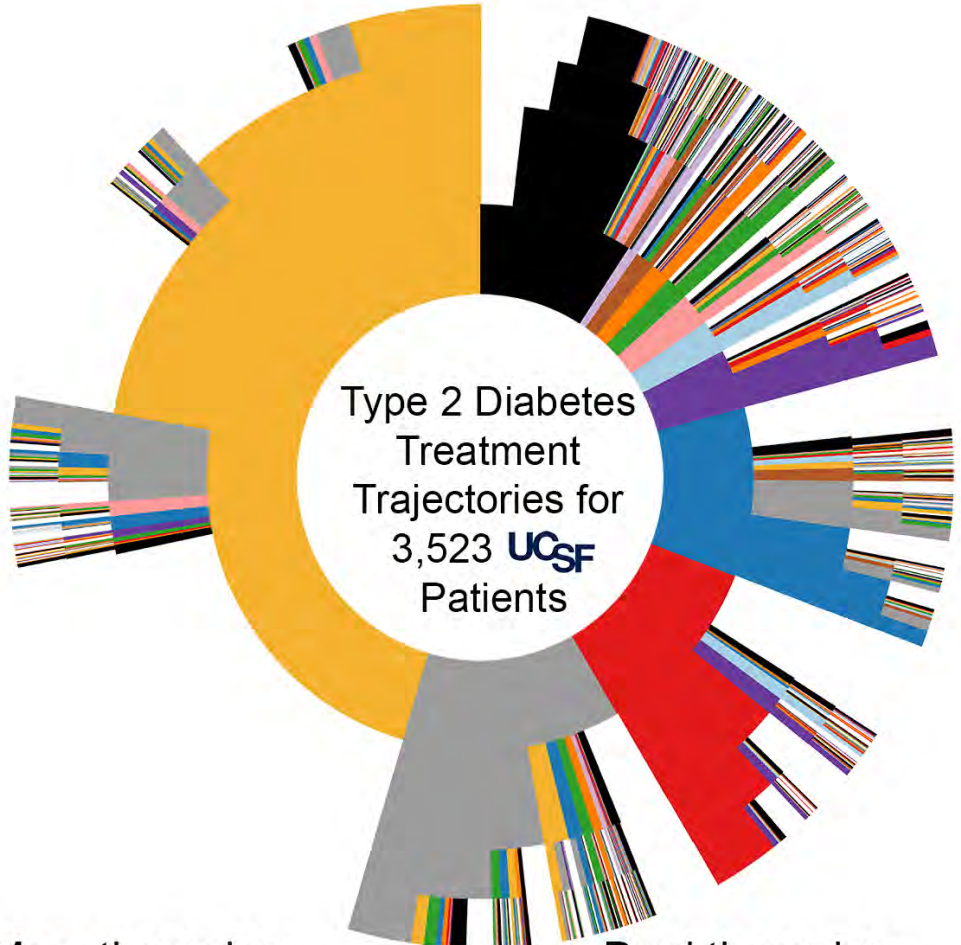 Type 2 Diabetes
Treatment
Trajectories for
3,523 UCSF
Patients